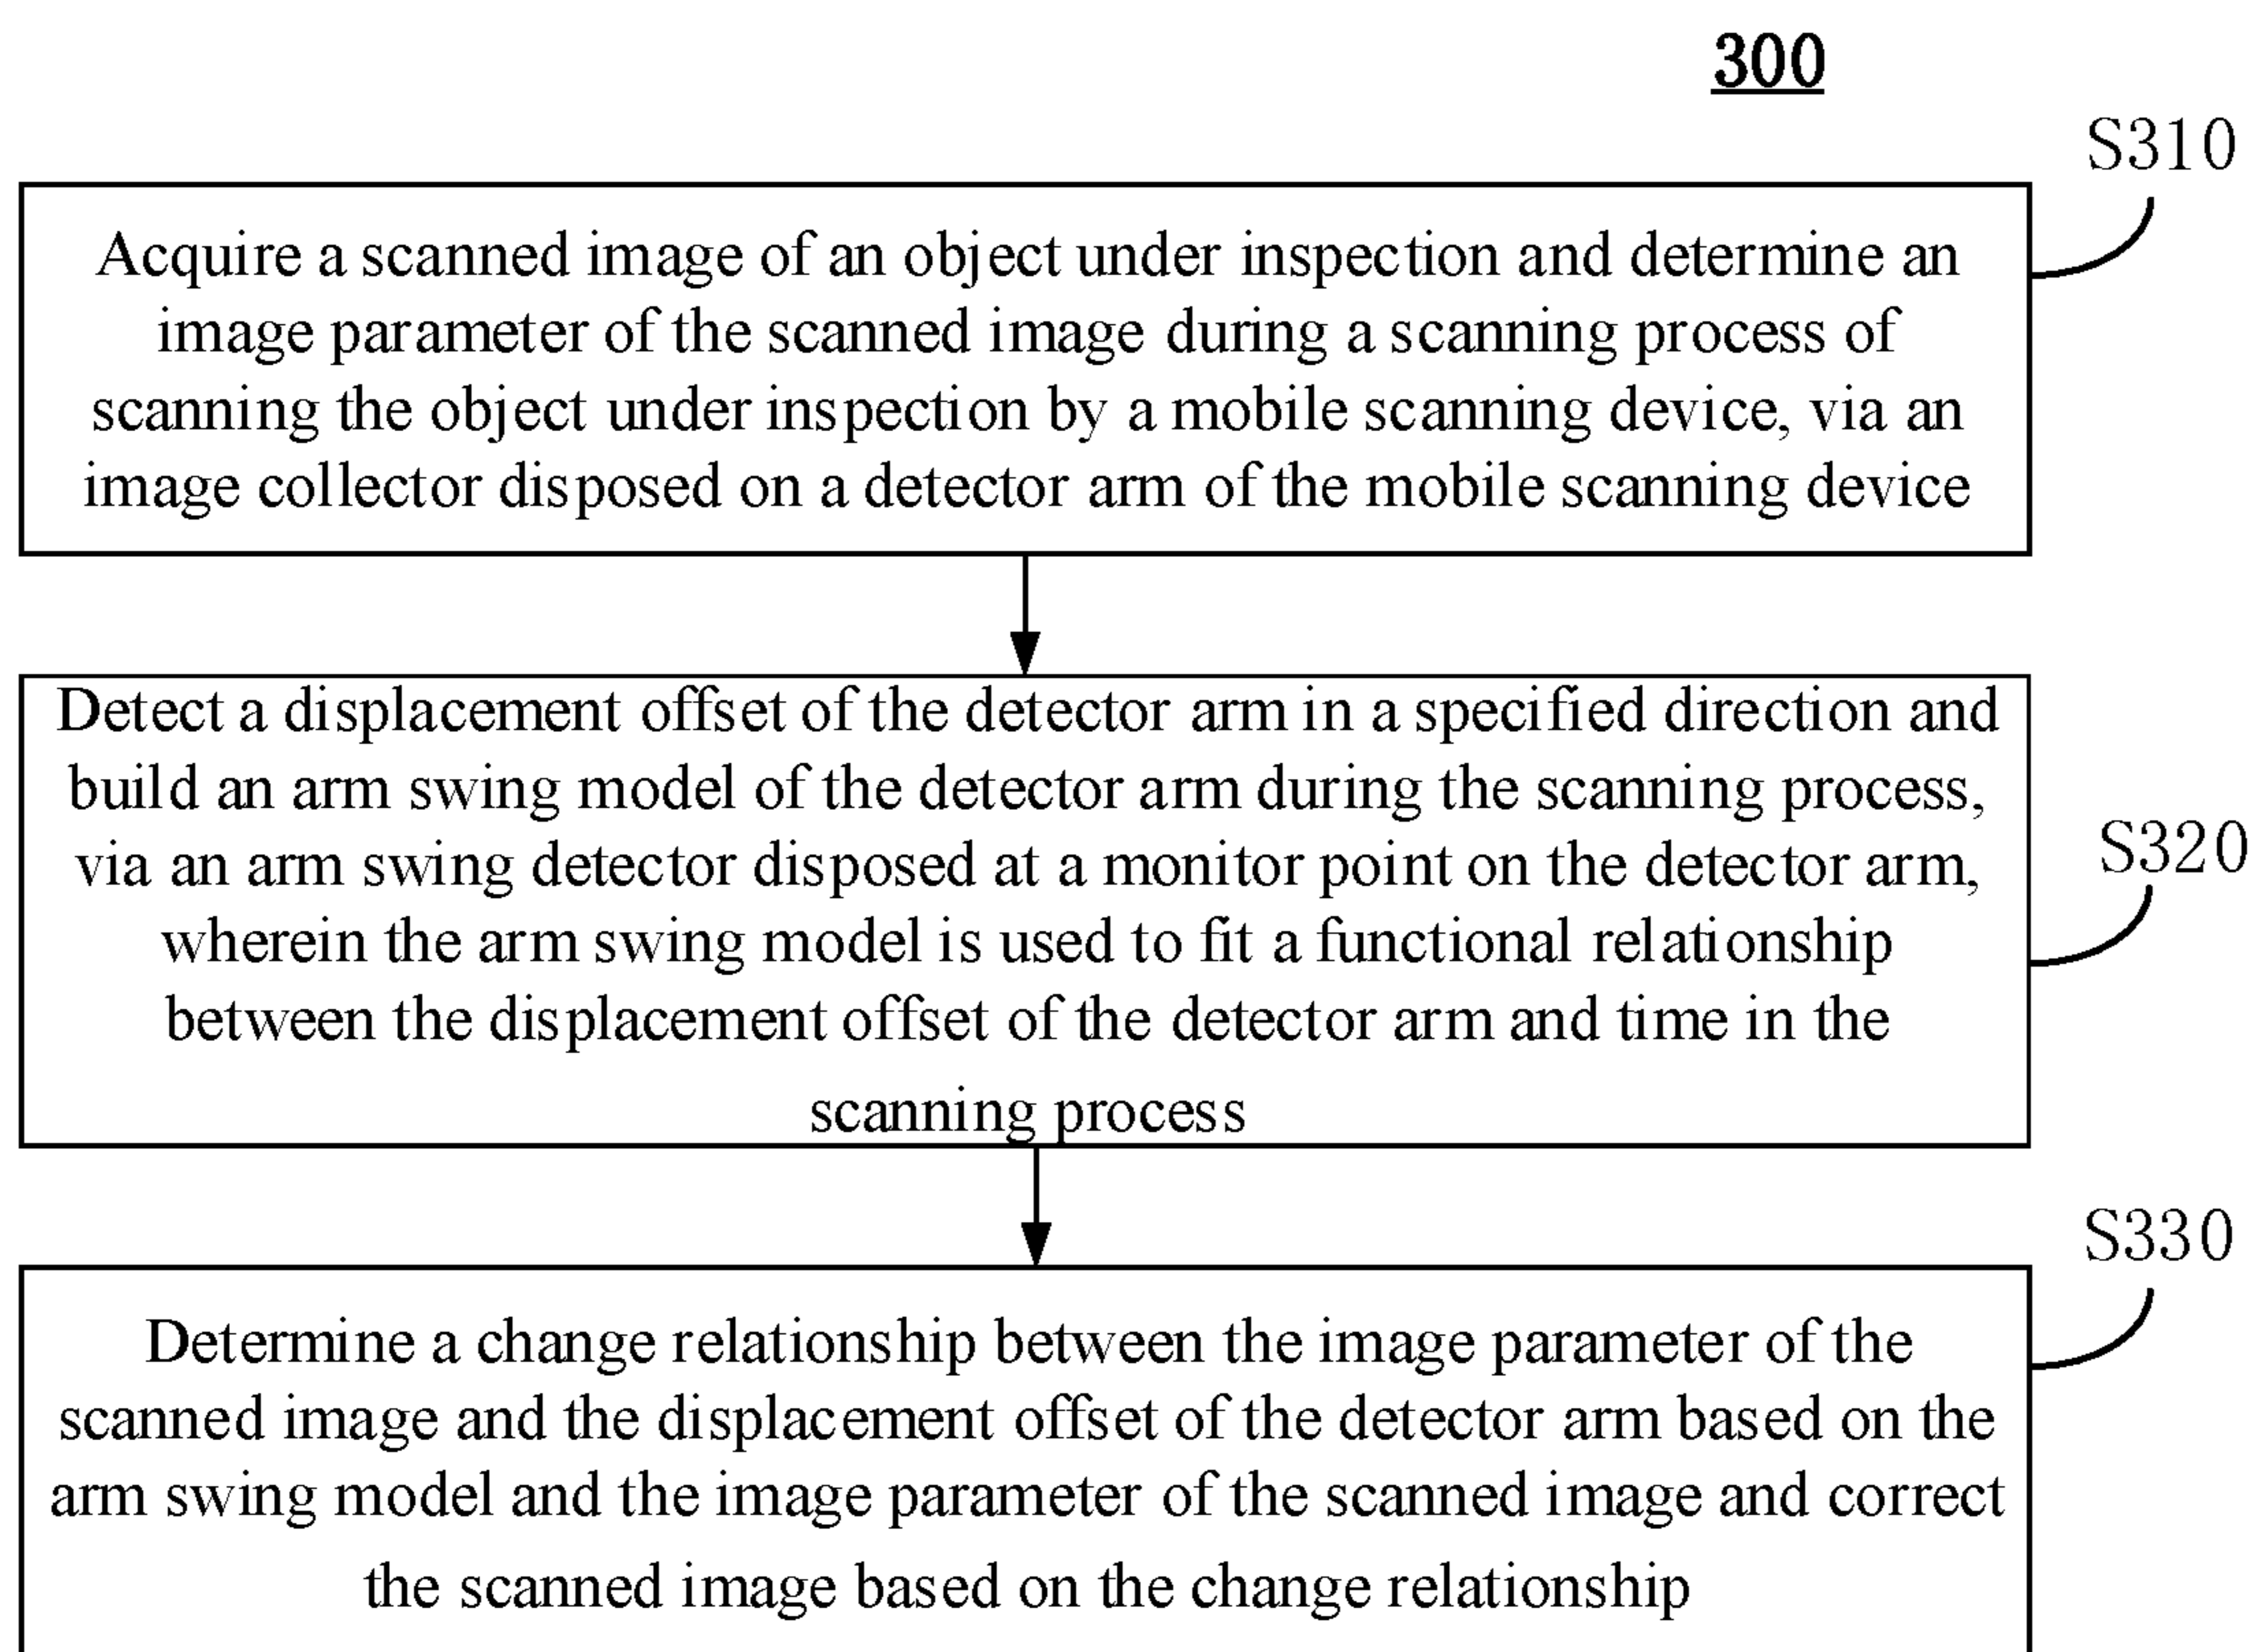 300
S310
Acquire a scanned image of an object under inspection and determine an
image parameter of the scanned image during a scanning process of
scanning the object under inspection by a mobile scanning device, via an
image collector disposed on a detector arm of the mobile scanning device
Detect a displacement offset of the detector arm in a specified direction and
build an arm swing model of the detector arm during the scanning process,
via an arm swing detector disposed at a monitor point on the detector arm,
S320
wherein the arm swing model is used to fit a functional relationship
between the displacement offset of the detector arm and time in the
scanning process
S330
Determine a change relationship between the image parameter of the
scanned image and the displacement offset of the detector arm based on the
arm swing model and the image parameter of the scanned image and correct
the scanned image based on the change relationship